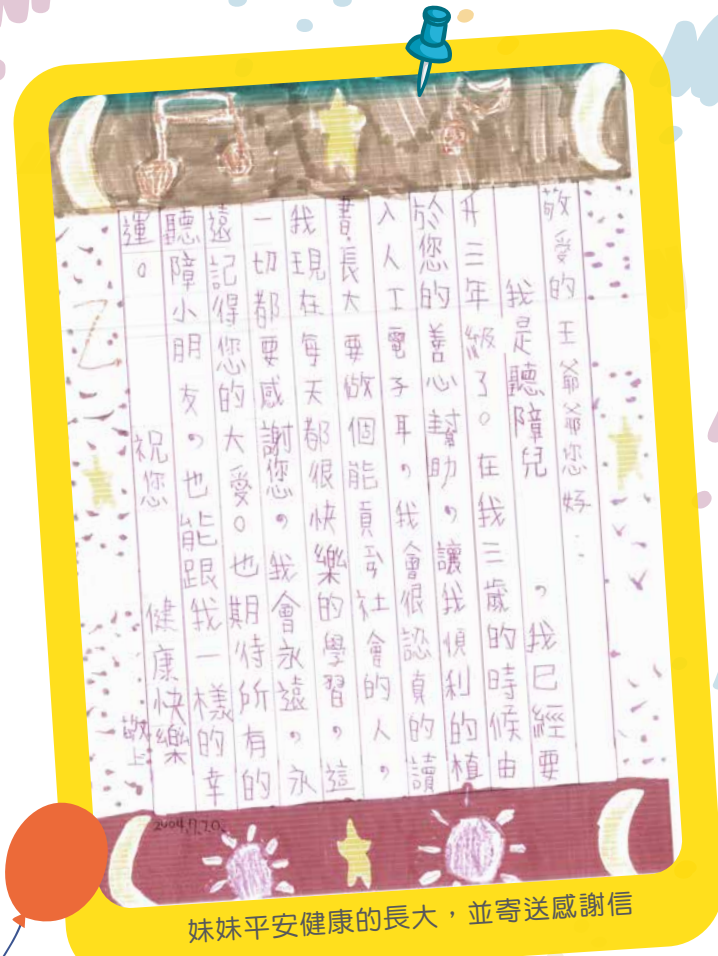 敬愛的王爺爺您好：
我是聽障兒　，我已經要
升三年級了。在我三歲的時候由
於您的善心幫助，讓我順利的植
入人工電子耳，我會很認真的讀
書，長大要做個能社會的人，
我現在每天都很快樂的學習，這
一切都要感謝您，我會永遠，永
遠記得您的大愛。也期待所有的
聽障小朋友，也能跟我一樣的幸
運。
祝您　健康快樂
敬上
2004.7.20.
妹妹平安健康的長大，並寄送感謝信